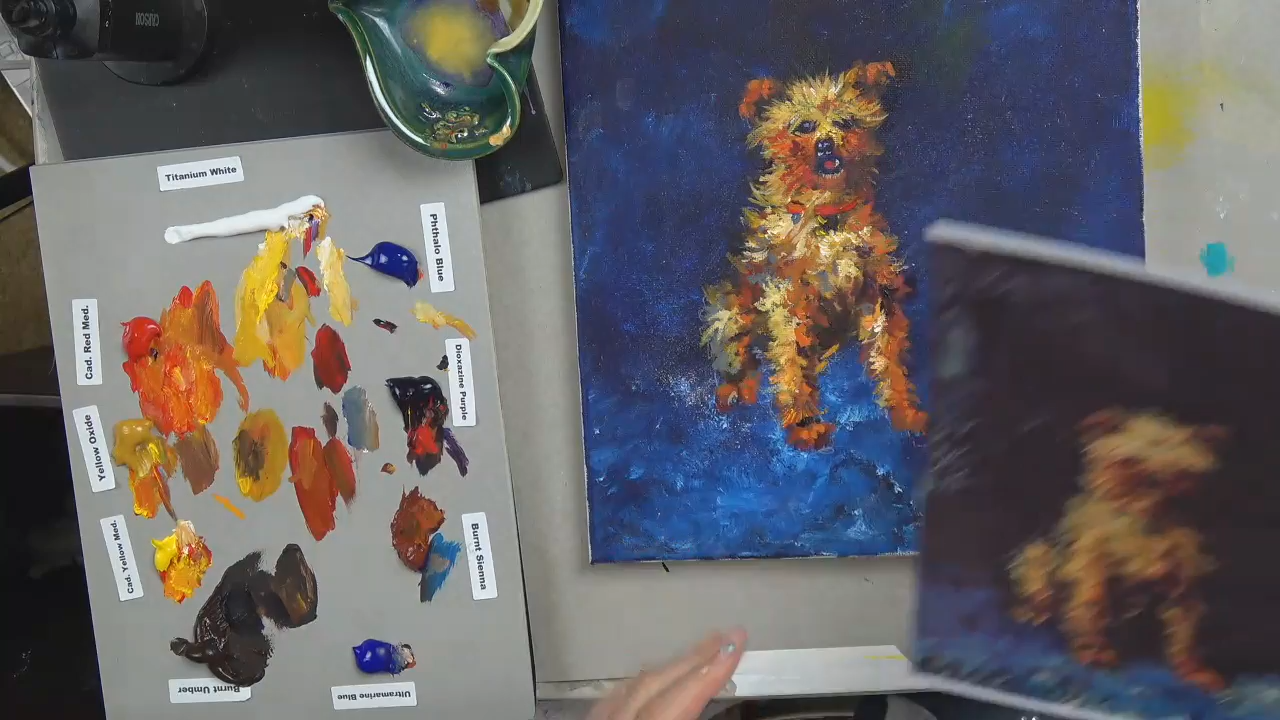 CARSON
Titanium White
Phthalo Blue
Cad. Red Med.
Dioxazine Purple
Yellow Oxide
Cad. Yellow Med.
Burnt Sienna
Burnt Umber
Ultramarine Blue